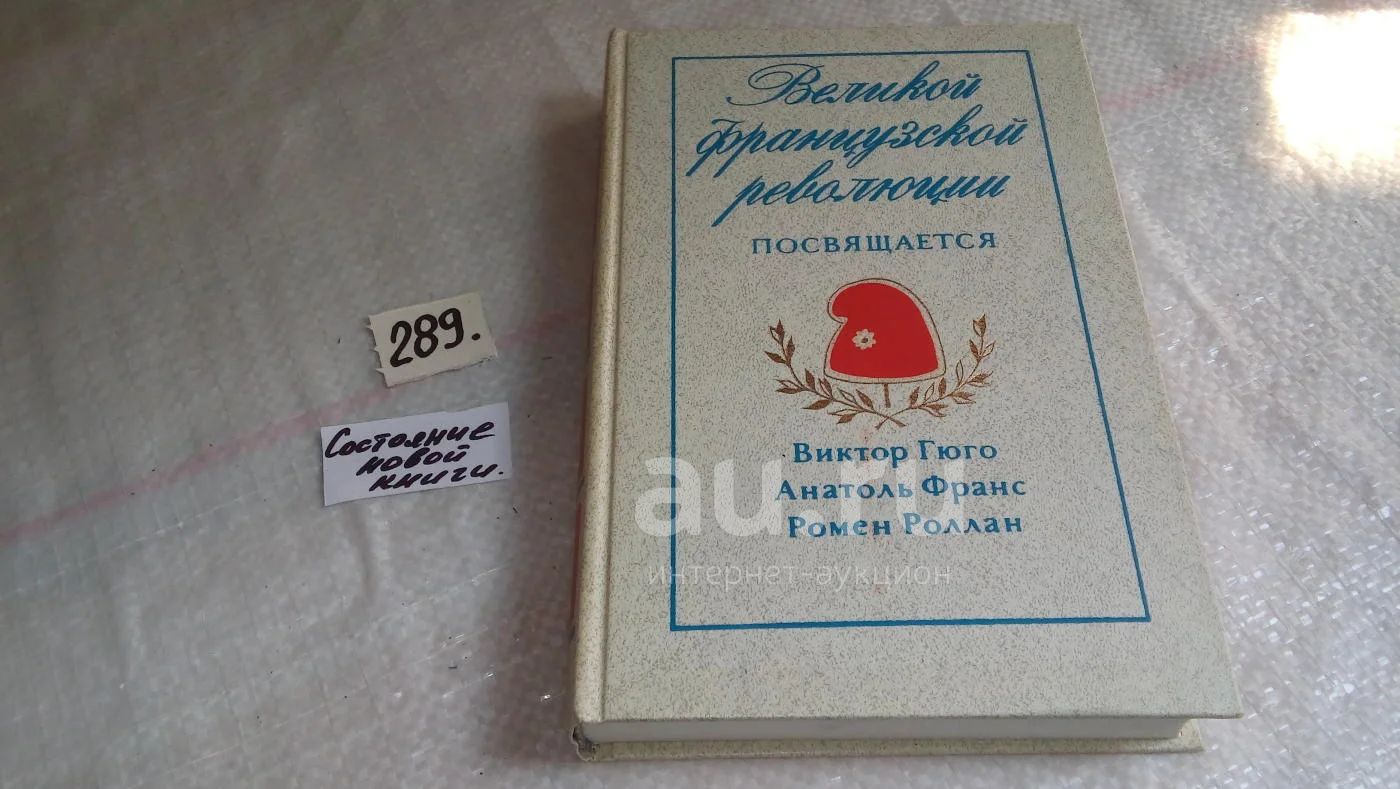 Великой
французской
революции
ПОСВЯЩАЕТСЯ
Виктор Гюго
Анатоль Франс
Ромен Роллан
289.
Состояние
новой
книги.
au.ru
интернет-аукцион